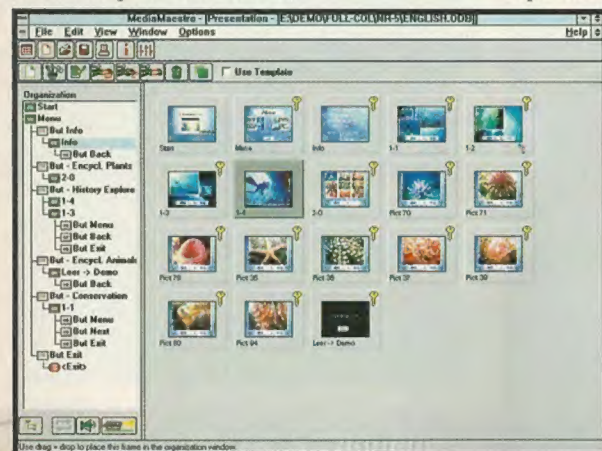 MediaMaestro - [Presentation - [E:\DEMO\FULL-COL\NR-5\ENGLISH.ODB]]
File Edit View Window Options Help
Use Template
Organization
Start
Menu
But Info
Info
But Back
But - Encycl. Plants
2-0
But - History Explore
1-4
1-3
But Menu
But Back
But Exit
But - Encycl. Animals
Leer -> Demo
But Back
But - Conservation
1-1
But Menu
But Next
But Exit
But Exit
<Exit>
Start Menu Info 1-1 1-2
1-3 1-4 2-0 Pict 70 Pict 71
Pict 79 Pict 35 Pict 36 Pict 37 Pict 39
Pict 80 Pict 94 Leer -> Demo
Use drag + drop to place this frame in the organization window